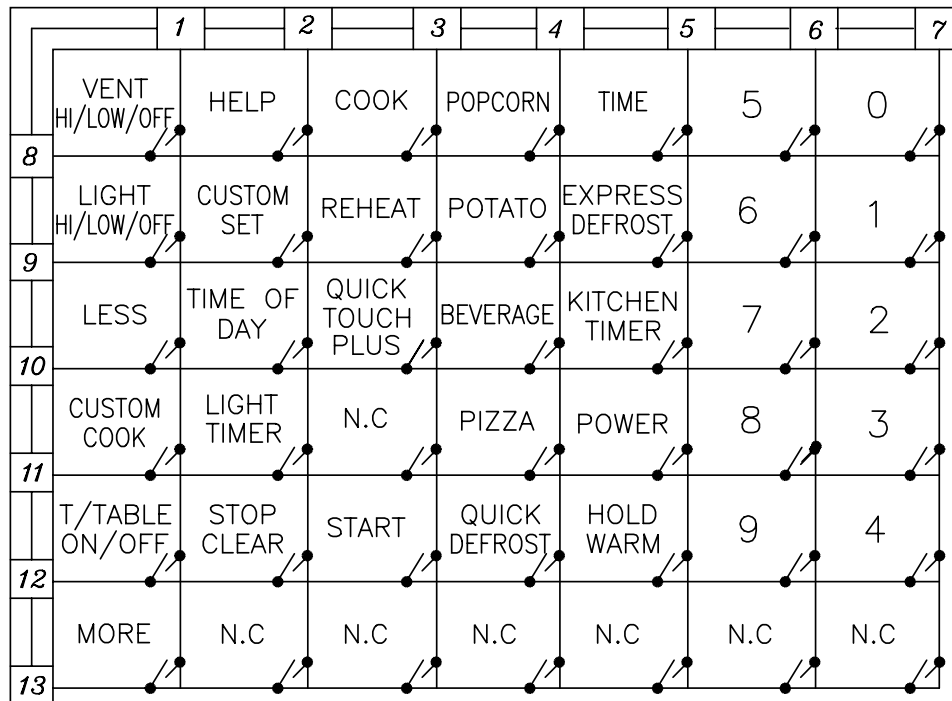 1 2 3 4 5 6 7
VENT HI/LOW/OFF HELP COOK POPCORN TIME 5 0
8
LIGHT HI/LOW/OFF CUSTOM SET REHEAT POTATO EXPRESS DEFROST 6 1
9
LESS TIME OF DAY QUICK TOUCH PLUS BEVERAGE KITCHEN TIMER 7 2
10
CUSTOM COOK LIGHT TIMER N.C PIZZA POWER 8 3
11
T/TABLE ON/OFF STOP CLEAR START QUICK DEFROST HOLD WARM 9 4
12
MORE N.C N.C N.C N.C N.C N.C
13